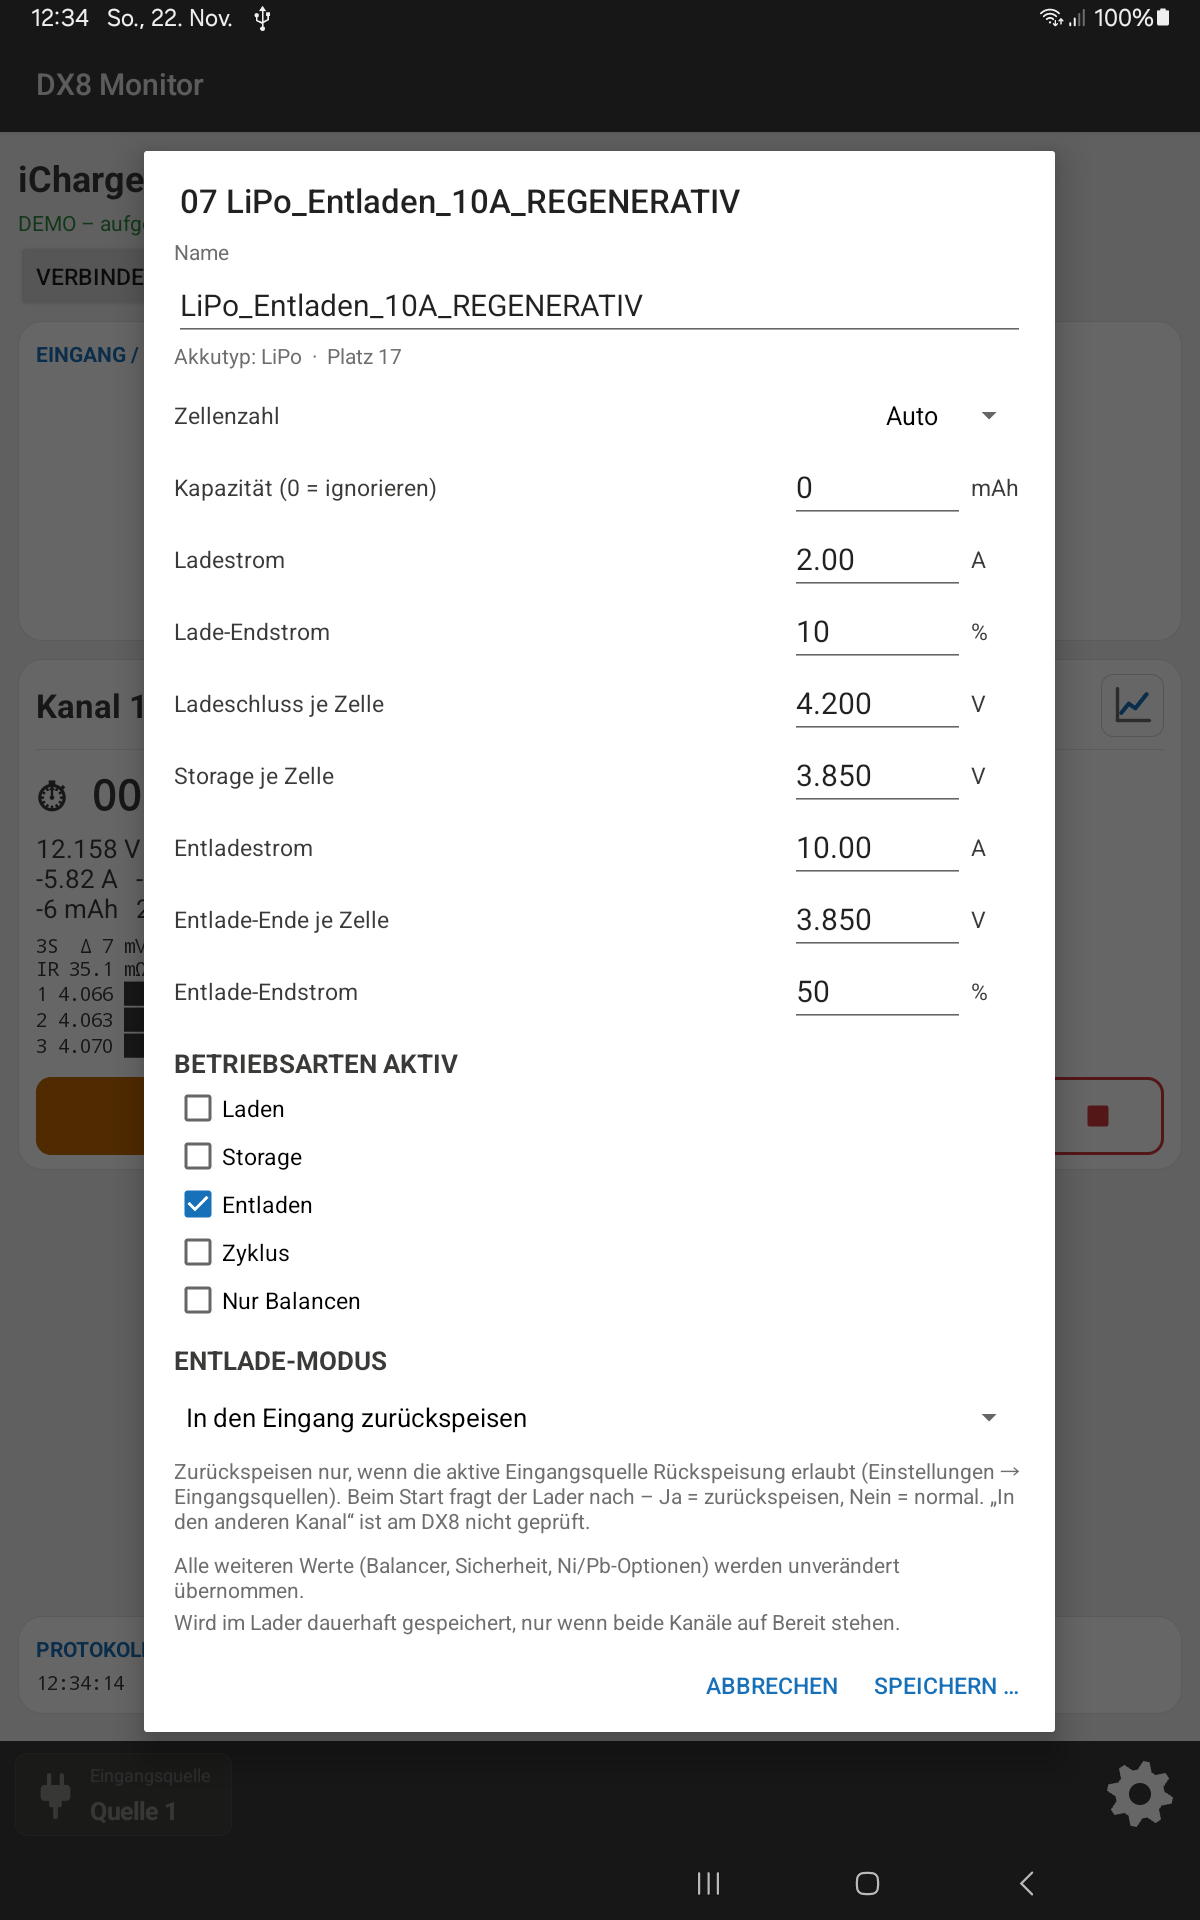 12:34 So., 22. Nov. 100%
DX8 Monitor
iCharge
DEMO – aufg
VERBINDE
EINGANG /
Kanal 1
00
12.158 V
-5.82 A -
-6 mAh 2
3S Δ 7 mV
IR 35.1 mΩ
1 4.066
2 4.063
3 4.070
07 LiPo_Entladen_10A_REGENERATIV
Name
LiPo_Entladen_10A_REGENERATIV
Akkutyp: LiPo · Platz 17
Zellenzahl Auto
Kapazität (0 = ignorieren) 0 mAh
Ladestrom 2.00 A
Lade-Endstrom 10 %
Ladeschluss je Zelle 4.200 V
Storage je Zelle 3.850 V
Entladestrom 10.00 A
Entlade-Ende je Zelle 3.850 V
Entlade-Endstrom 50 %
BETRIEBSARTEN AKTIV
Laden
Storage
Entladen
Zyklus
Nur Balancen
ENTLADE-MODUS
In den Eingang zurückspeisen
Zurückspeisen nur, wenn die aktive Eingangsquelle Rückspeisung erlaubt (Einstellungen →
Eingangsquellen). Beim Start fragt der Lader nach – Ja = zurückspeisen, Nein = normal. „In
den anderen Kanal“ ist am DX8 nicht geprüft.
Alle weiteren Werte (Balancer, Sicherheit, Ni/Pb-Optionen) werden unverändert
übernommen.
Wird im Lader dauerhaft gespeichert, nur wenn beide Kanäle auf Bereit stehen.
ABBRECHEN SPEICHERN ...
PROTOKOLL
12:34:14
Eingangsquelle
Quelle 1